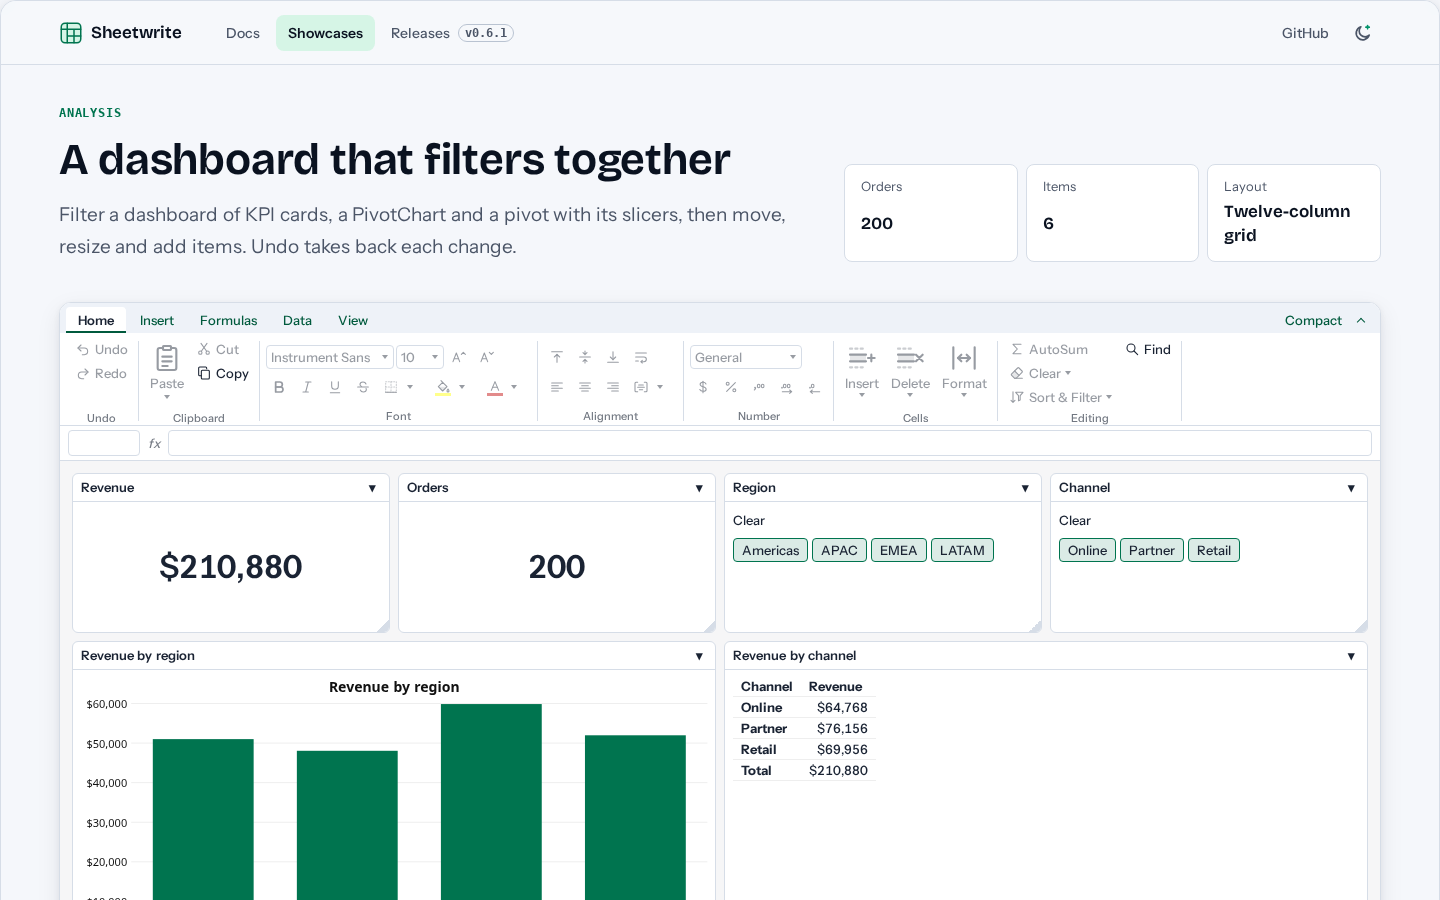 Sheetwrite
Docs
Showcases
Releases
v0.6.1
GitHub
ANALYSIS
A dashboard that filters together
Filter a dashboard of KPI cards, a PivotChart and a pivot with its slicers, then move,
resize and add items. Undo takes back each change.
Orders
200
Items
6
Layout
Twelve-column
grid
Home
Insert
Formulas
Data
View
Compact
Undo
Redo
Undo
Paste
Cut
Copy
Clipboard
Instrument Sans
10
Font
Alignment
General
Number
Insert
Delete
Format
Cells
AutoSum
Clear
Sort & Filter
Find
Editing
fx
Revenue
$210,880
Orders
200
Region
Clear
Americas
APAC
EMEA
LATAM
Channel
Clear
Online
Partner
Retail
Revenue by region
Revenue by region
$60,000
$50,000
$40,000
$30,000
$20,000
Revenue by channel
Channel Revenue
Online $64,768
Partner $76,156
Retail $69,956
Total $210,880